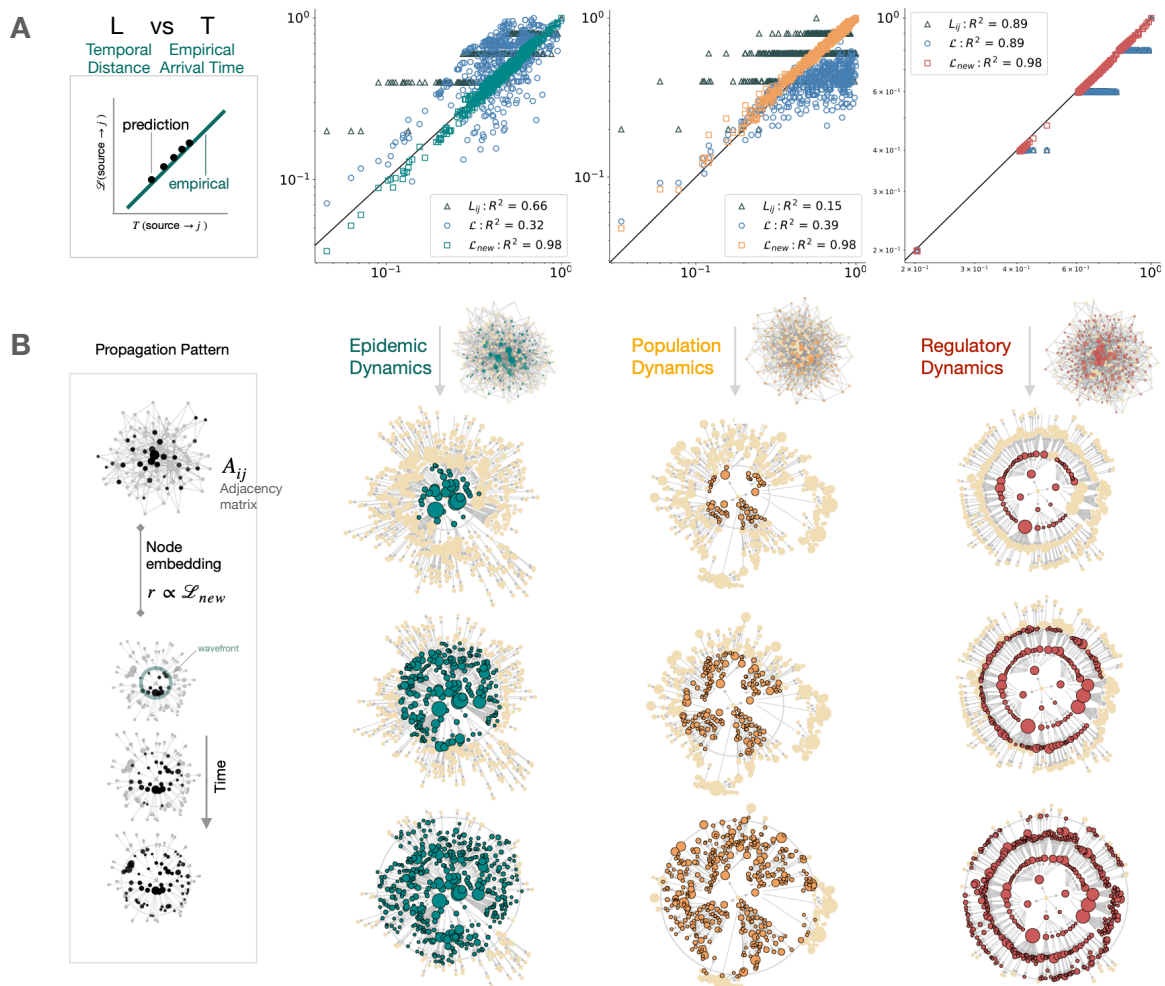 A
L vs T
Temporal Distance Empirical Arrival Time
prediction
empirical
ℒ(source → j)
T (source → j)
10⁰
10⁻¹
L_ij : R² = 0.66
ℒ : R² = 0.32
ℒ_new : R² = 0.98
10⁻¹
10⁰
10⁰
10⁻¹
L_ij : R² = 0.15
ℒ : R² = 0.39
ℒ_new : R² = 0.98
10⁻¹
10⁰
10⁰
6 × 10⁻¹
4 × 10⁻¹
3 × 10⁻¹
2 × 10⁻¹
L_ij : R² = 0.89
ℒ : R² = 0.89
ℒ_new : R² = 0.98
2 × 10⁻¹
3 × 10⁻¹
4 × 10⁻¹
6 × 10⁻¹
10⁰
B
Propagation Pattern
A_ij
Adjacency
matrix
Node
embedding
r ∝ ℒ_new
wavefront
Time
Epidemic
Dynamics
Population
Dynamics
Regulatory
Dynamics